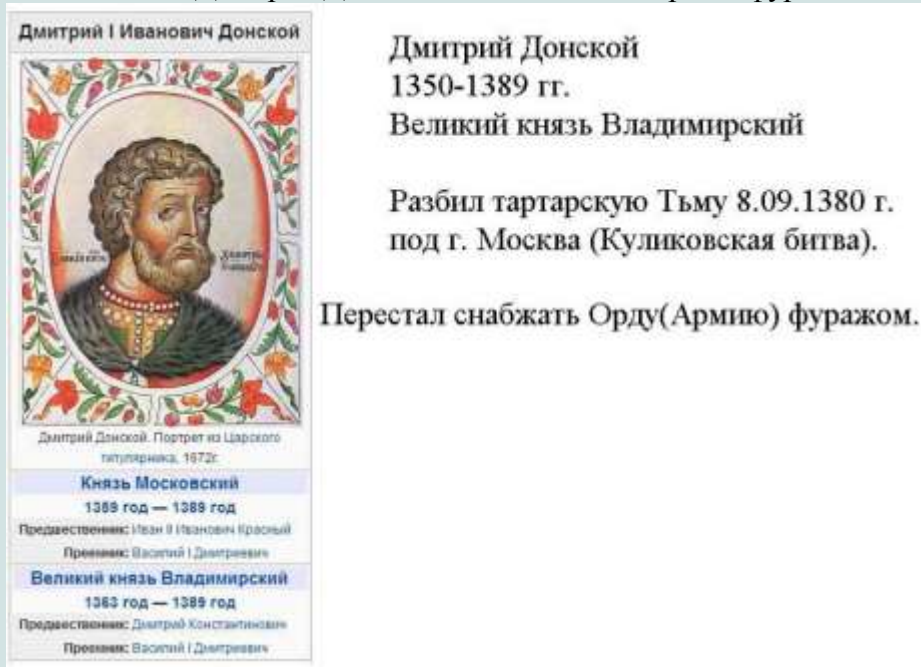 Дмитрий I Иванович Донской
Дмитрий Донской. Портрет из Царского
титулярника, 1672г.
Князь Московский
1359 год — 1389 год
Предшественник: Иван II Иванович Красный
Преемник: Василий I Дмитриевич
Великий князь Владимирский
1363 год — 1389 год
Предшественник: Дмитрий Константинович
Преемник: Василий I Дмитриевич
Дмитрий Донской
1350-1389 гг.
Великий князь Владимирский
Разбил тартарскую Тьму 8.09.1380 г.
под г. Москва (Куликовская битва).
Перестал снабжать Орду(Армию) фуражом.